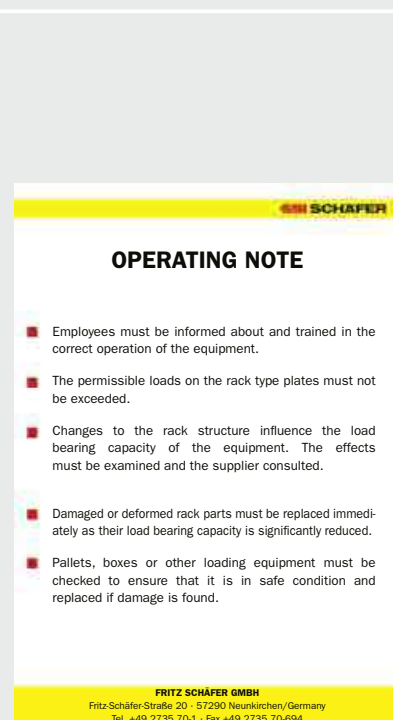 SSI SCHÄFER
OPERATING NOTE
Employees must be informed about and trained in the
correct operation of the equipment.
The permissible loads on the rack type plates must not
be exceeded.
Changes to the rack structure influence the load
bearing capacity of the equipment. The effects
must be examined and the supplier consulted.
Damaged or deformed rack parts must be replaced immedi-
ately as their load bearing capacity is significantly reduced.
Pallets, boxes or other loading equipment must be
checked to ensure that it is in safe condition and
replaced if damage is found.
FRITZ SCHÄFER GMBH
Fritz-Schäfer-Straße 20 · 57290 Neunkirchen/Germany
Tel. +49 2735 70-1 · Fax +49 2735 70-694